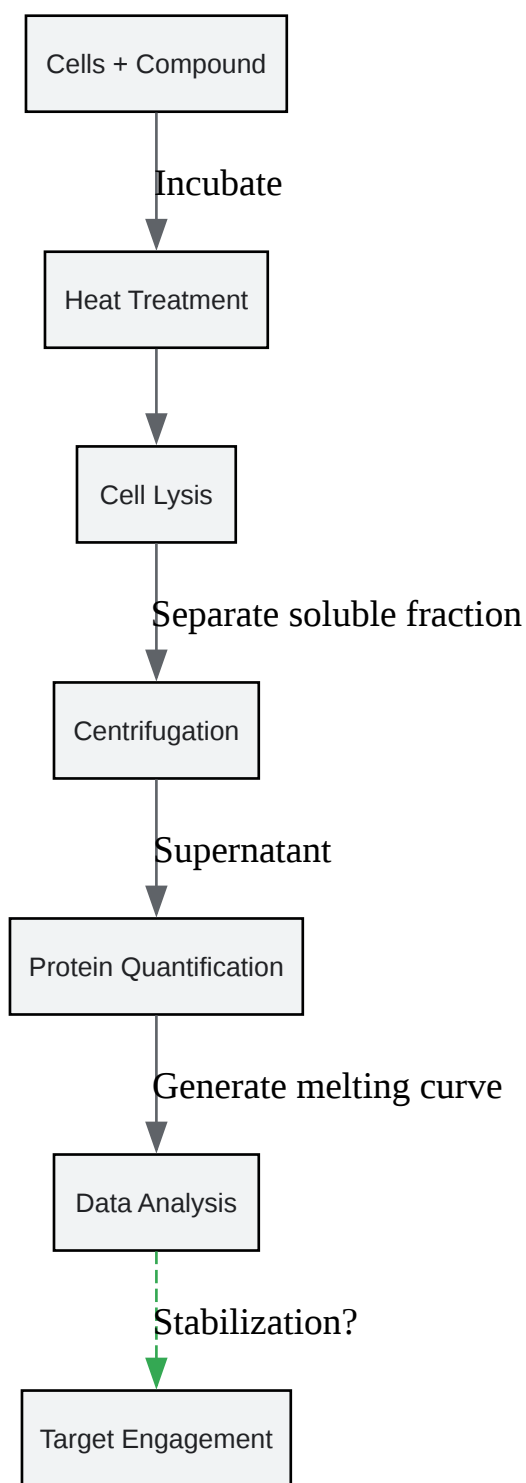 Cells + Compound
Incubate
Heat Treatment
Cell Lysis
Separate soluble fraction
Centrifugation
Supernatant
Protein Quantification
Generate melting curve
Data Analysis
Stabilization?
Target Engagement